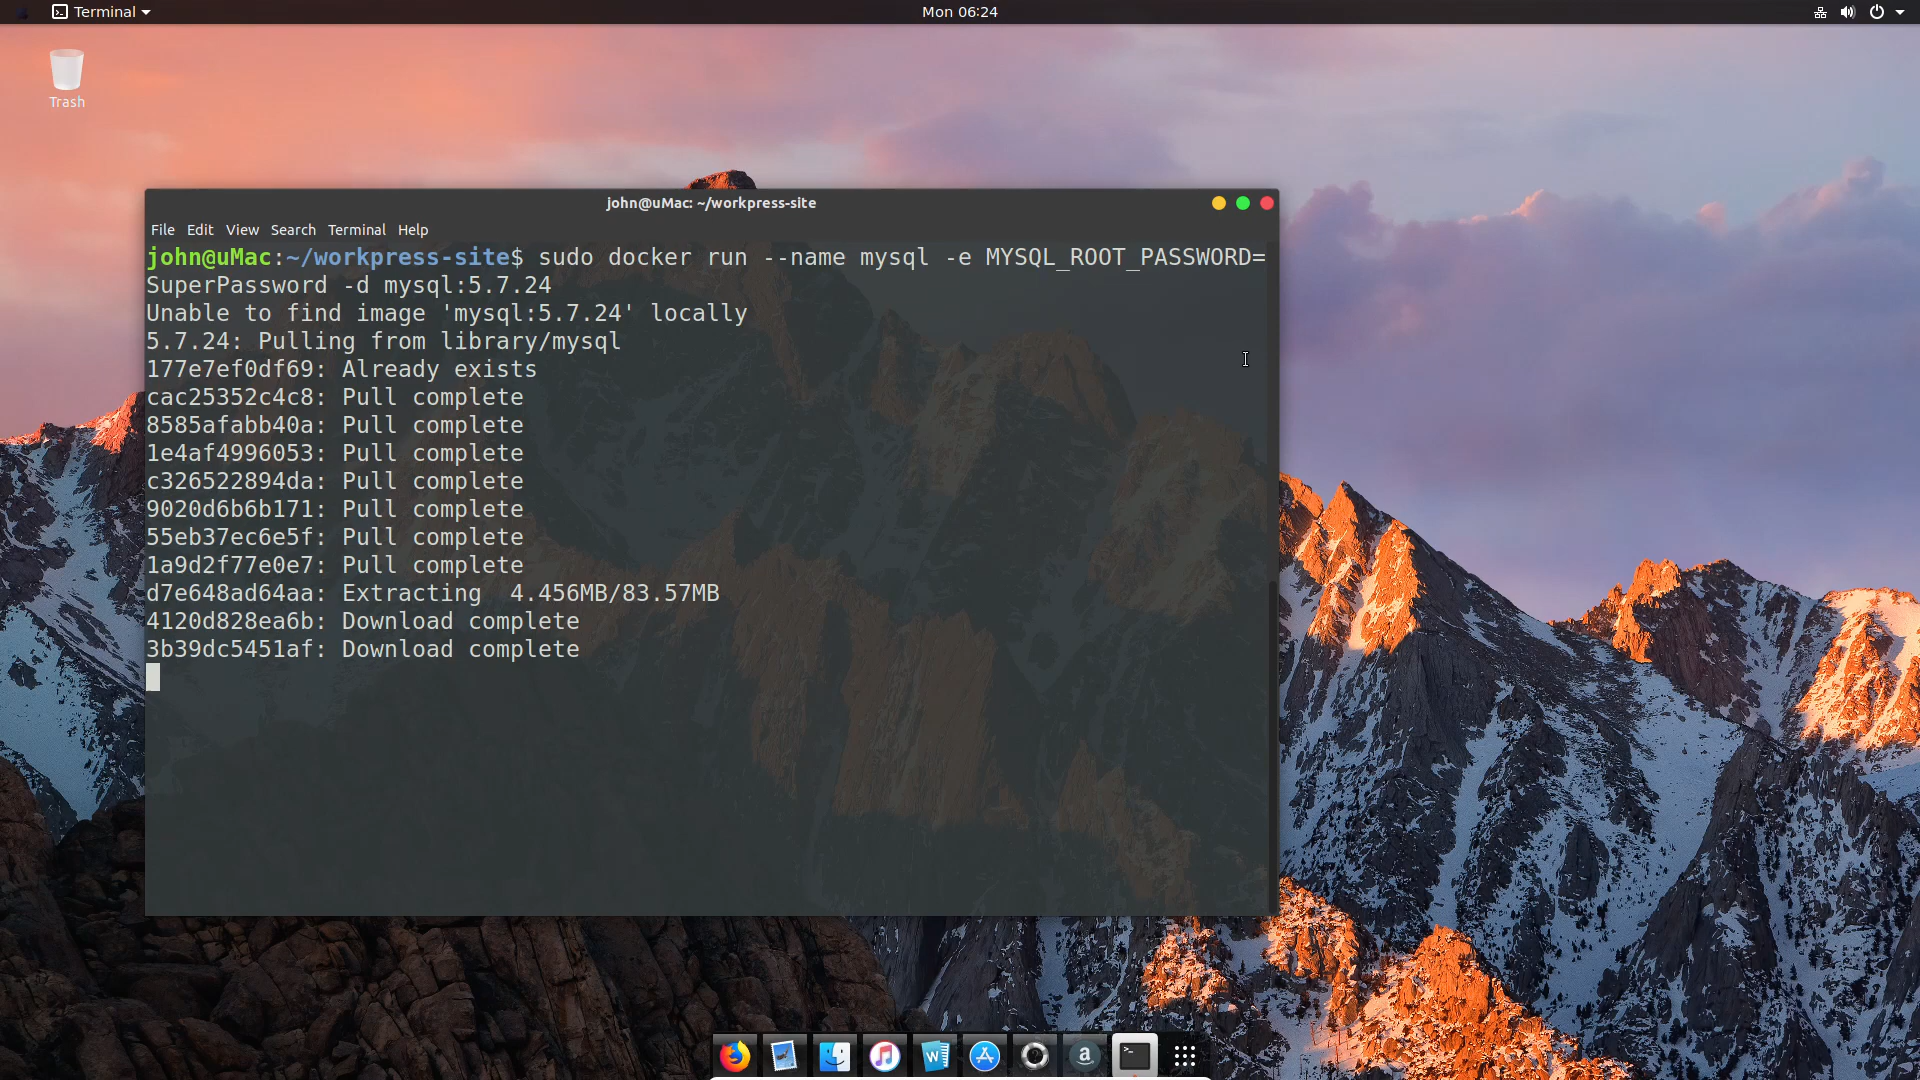 Terminal
Mon 06:24
Trash
john@uMac: ~/workpress-site
File Edit View Search Terminal Help
john@uMac:~/workpress-site$ sudo docker run --name mysql -e MYSQL_ROOT_PASSWORD=
SuperPassword -d mysql:5.7.24
Unable to find image 'mysql:5.7.24' locally
5.7.24: Pulling from library/mysql
177e7ef0df69: Already exists
cac25352c4c8: Pull complete
8585afabb40a: Pull complete
1e4af4996053: Pull complete
c326522894da: Pull complete
9020d6b6b171: Pull complete
55eb37ec6e5f: Pull complete
1a9d2f77e0e7: Pull complete
d7e648ad64aa: Extracting  4.456MB/83.57MB
4120d828ea6b: Download complete
3b39dc5451af: Download complete